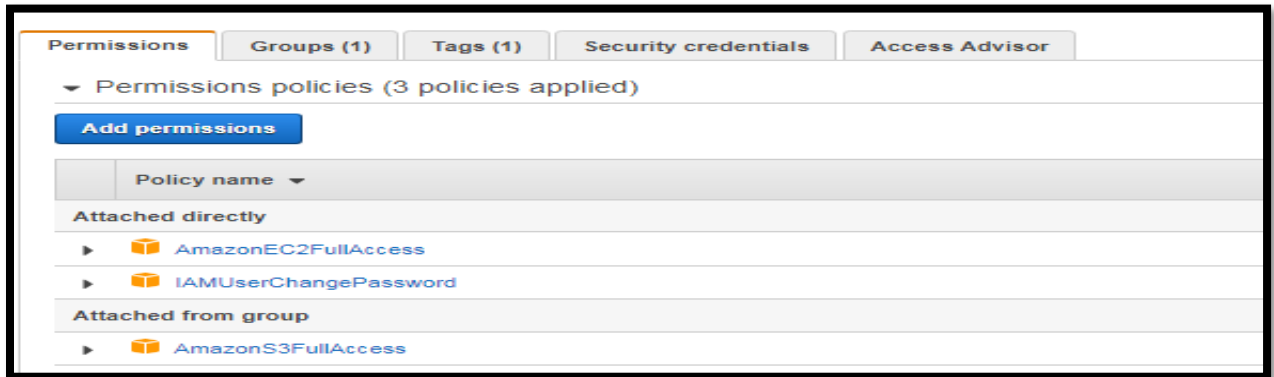 Permissions Groups (1) Tags (1) Security credentials Access Advisor
Permissions policies (3 policies applied)
Add permissions
Policy name
Attached directly
AmazonEC2FullAccess
IAMUserChangePassword
Attached from group
AmazonS3FullAccess